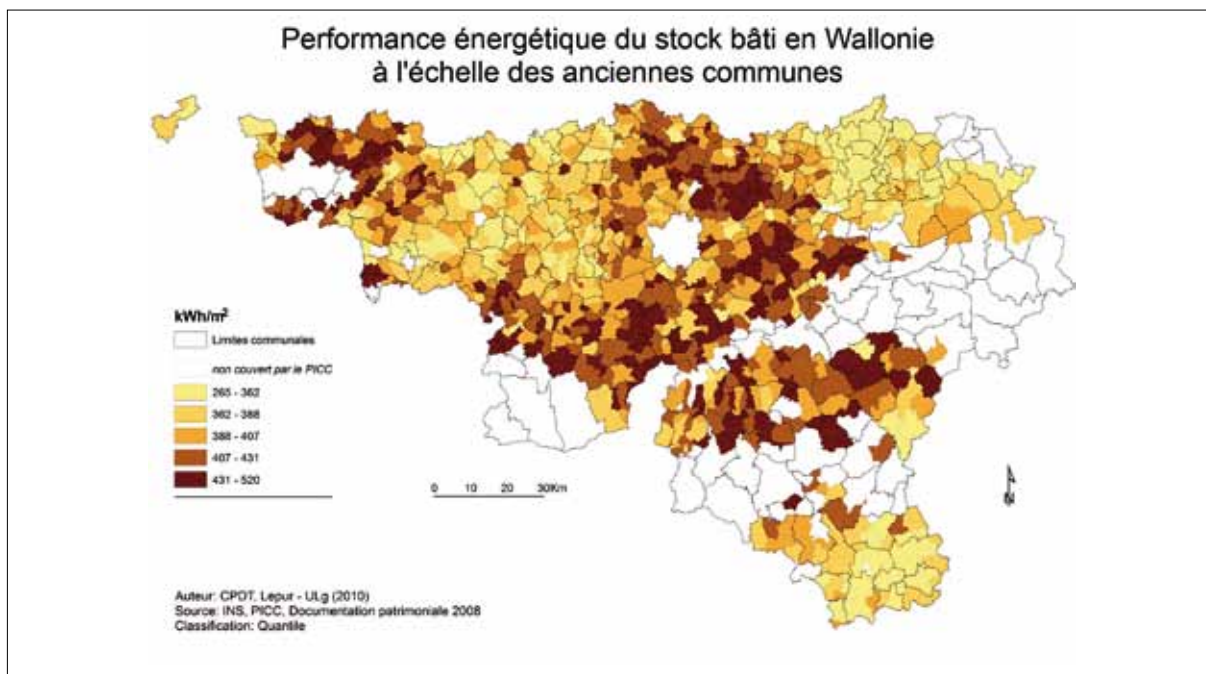 Performance énergétique du stock bâti en Wallonie
à l'échelle des anciennes communes
kWh/m²
Limites communales
non couvert par le PICC
265 - 362
362 - 388
388 - 407
407 - 431
431 - 520
0 10 20 30Km
N
Auteur: CPDT, Lepur - ULg (2010)
Source: INS, PICC, Documentation patrimoniale 2008
Classification: Quantile